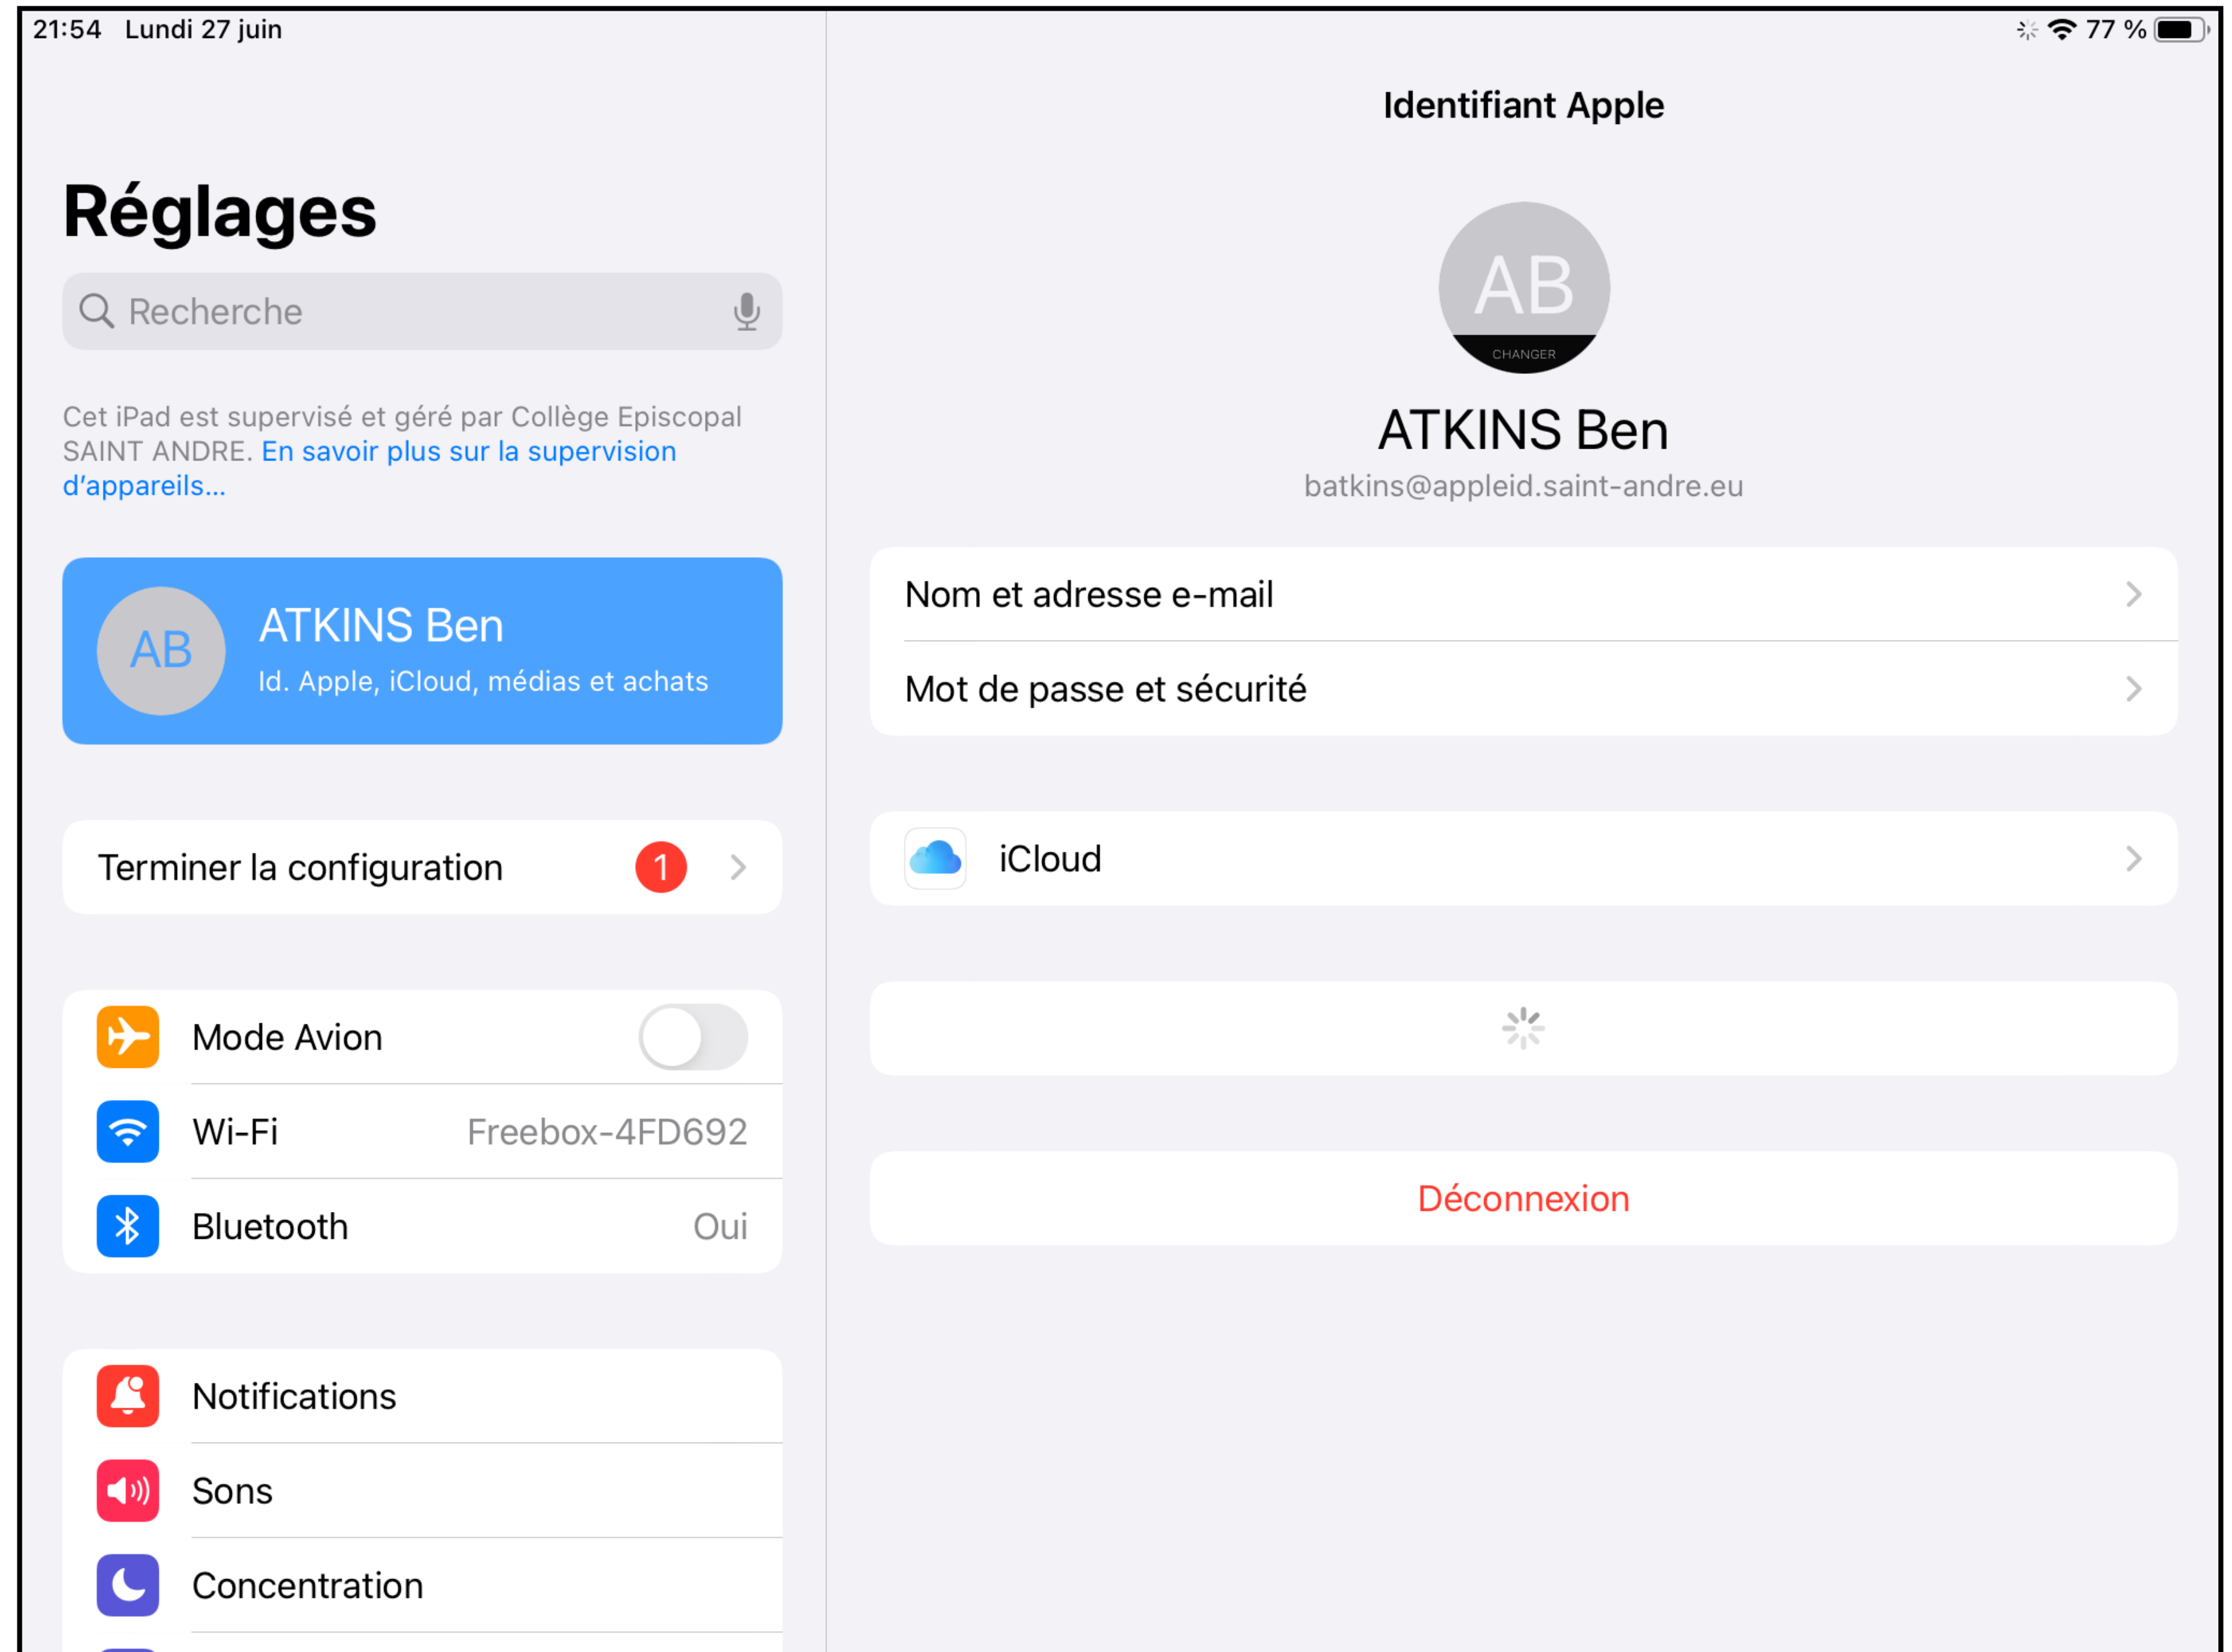 21:54 Lundi 27 juin
77 %
Réglages
Recherche
Cet iPad est supervisé et géré par Collège Episcopal
SAINT ANDRE. En savoir plus sur la supervision
d’appareils...
AB
ATKINS Ben
Id. Apple, iCloud, médias et achats
Terminer la configuration
1
Mode Avion
Wi-Fi Freebox-4FD692
Bluetooth Oui
Notifications
Sons
Concentration
Identifiant Apple
AB
CHANGER
ATKINS Ben
batkins@appleid.saint-andre.eu
Nom et adresse e-mail
Mot de passe et sécurité
iCloud
Déconnexion